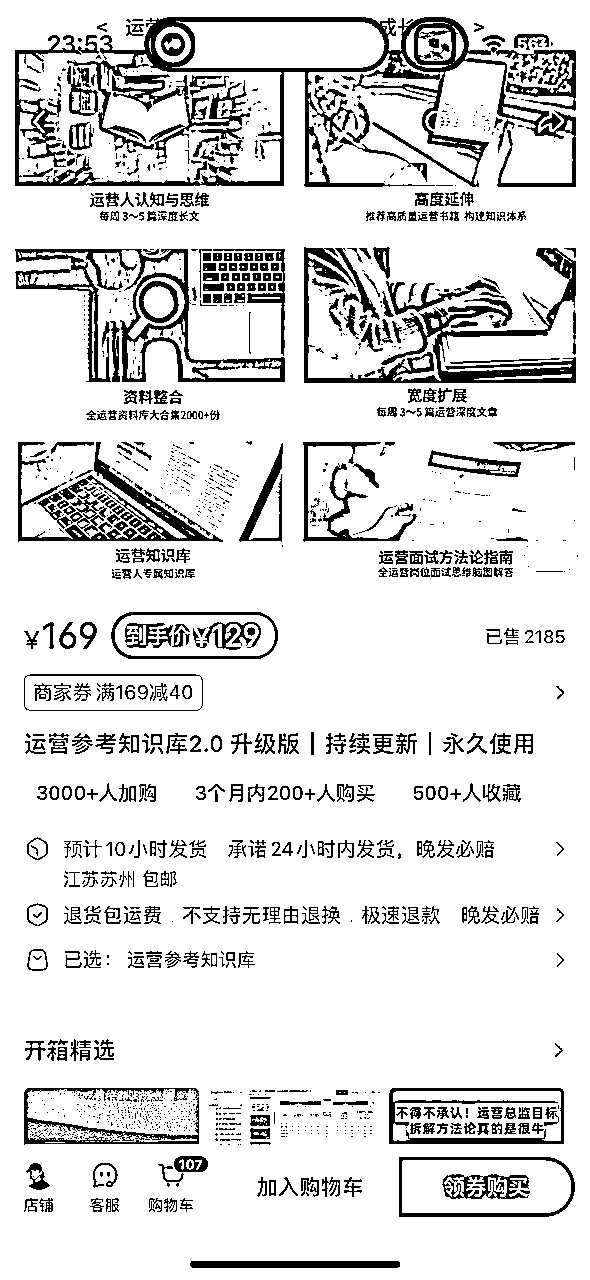 < 运营 成长 >
23:53
运营人认知与思维
每周 3～5 篇深度长文
高度延伸
推荐高质量运营书籍 构建知识体系
资料整合
全运营资料库大合集2000+份
宽度扩展
每周 3～5 篇运营深度文章
运营知识库
运营人专属知识库
运营面试方法论指南
全运营岗位面试思维脑图解答
¥169 到手价 ¥129 已售 2185
商家券 满169减40
运营参考知识库2.0 升级版｜持续更新｜永久使用
3000+人加购 3个月内200+人购买 500+人收藏
预计10小时发货 承诺24小时内发货，晚发必赔
江苏苏州 包邮
退货包运费 · 不支持无理由退换 · 极速退款 晚发必赔
已选： 运营参考知识库
开箱精选
不得不承认！运营总监目标
拆解方法论真的是很牛
店铺 客服 107 购物车 加入购物车 领券购买